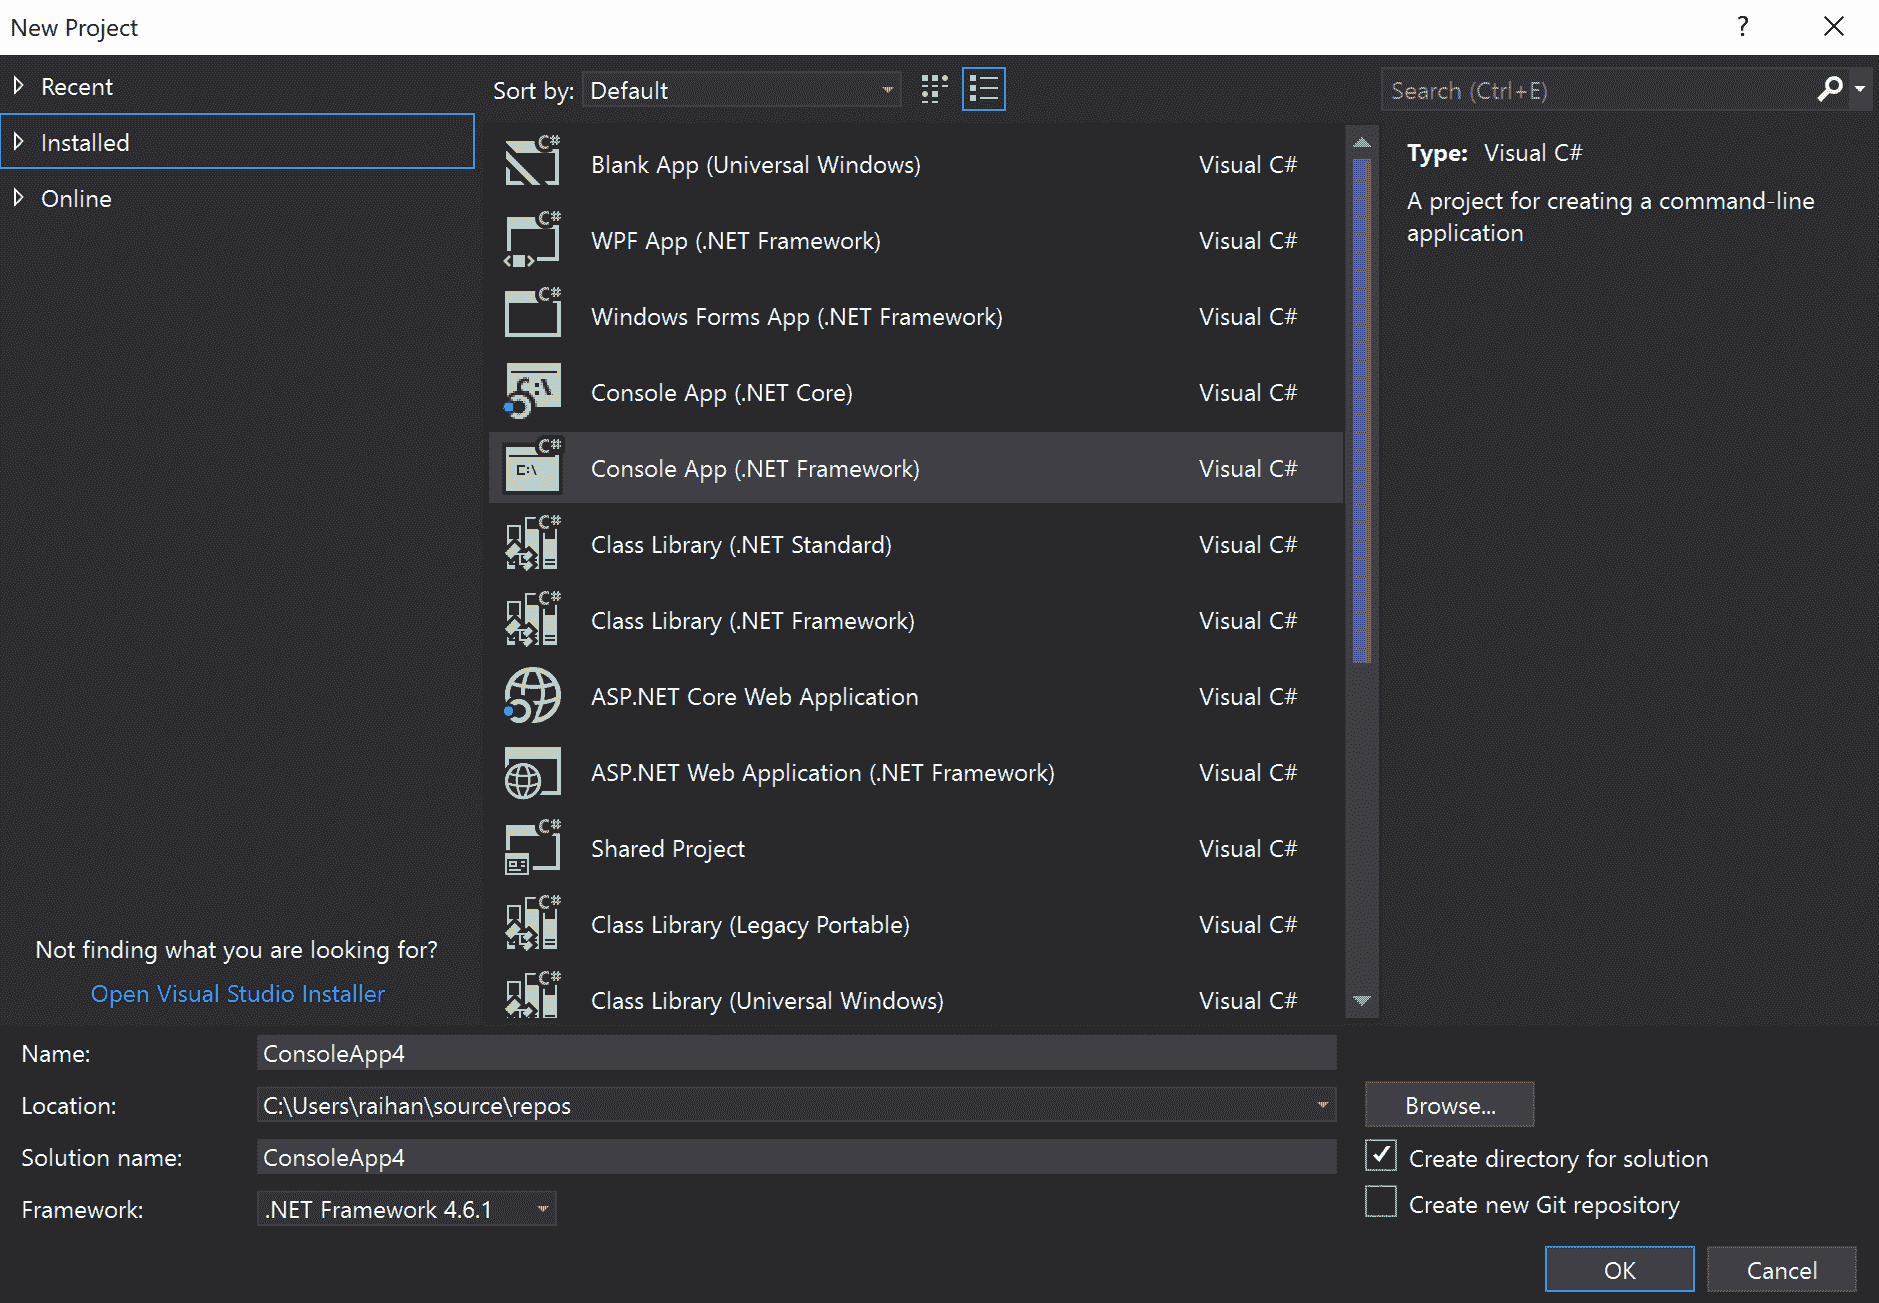 New Project
?
Recent
Installed
Online
Sort by: Default
Search (Ctrl+E)
C# Blank App (Universal Windows) Visual C#
C# WPF App (.NET Framework) Visual C#
C# Windows Forms App (.NET Framework) Visual C#
C:\ Console App (.NET Core) Visual C#
C# C:\ Console App (.NET Framework) Visual C#
C# Class Library (.NET Standard) Visual C#
C# Class Library (.NET Framework) Visual C#
ASP.NET Core Web Application Visual C#
ASP.NET Web Application (.NET Framework) Visual C#
C# Shared Project Visual C#
C# Class Library (Legacy Portable) Visual C#
C# Class Library (Universal Windows) Visual C#
Type: Visual C#
A project for creating a command-line
application
Not finding what you are looking for?
Open Visual Studio Installer
Name: ConsoleApp4
Location: C:\Users\raihan\source\repos
Browse...
Solution name: ConsoleApp4
Create directory for solution
Framework: .NET Framework 4.6.1
Create new Git repository
OK
Cancel